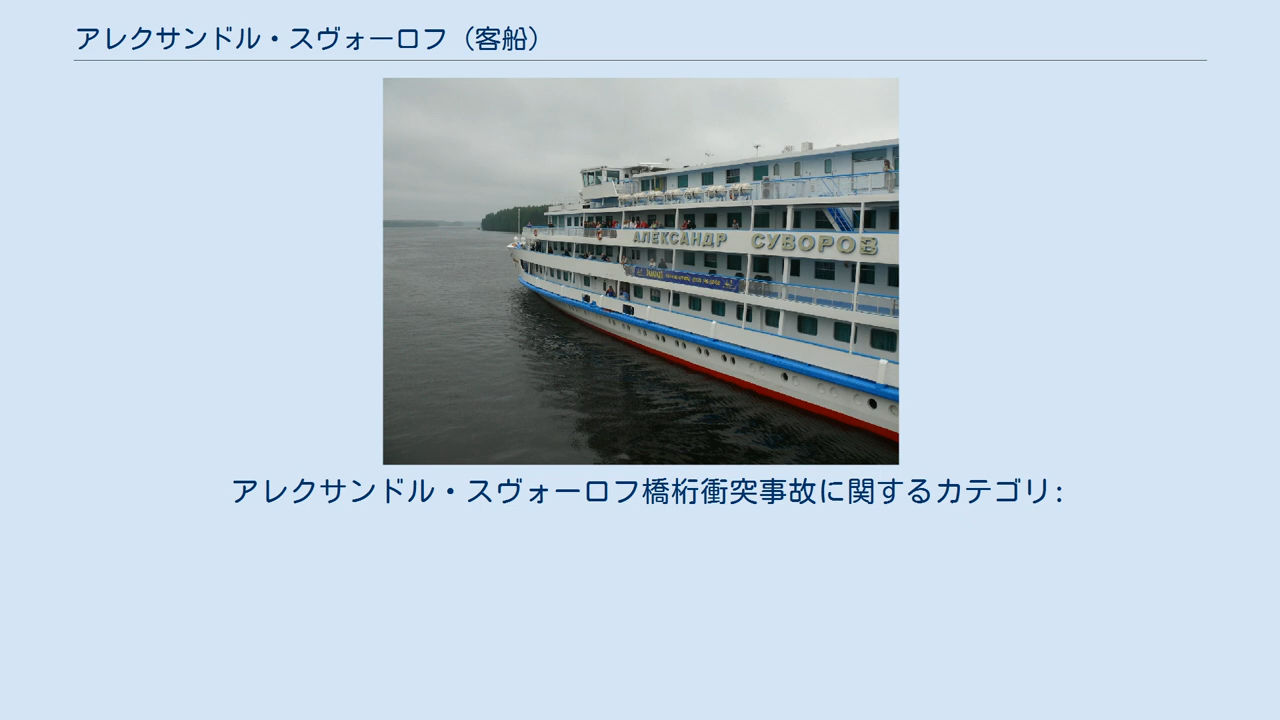 アレクサンドル・スヴォーロフ（客船）
АЛЕКСАНДР СУВОРОВ
アレクサンドル・スヴォーロフ橋桁衝突事故に関するカテゴリ: